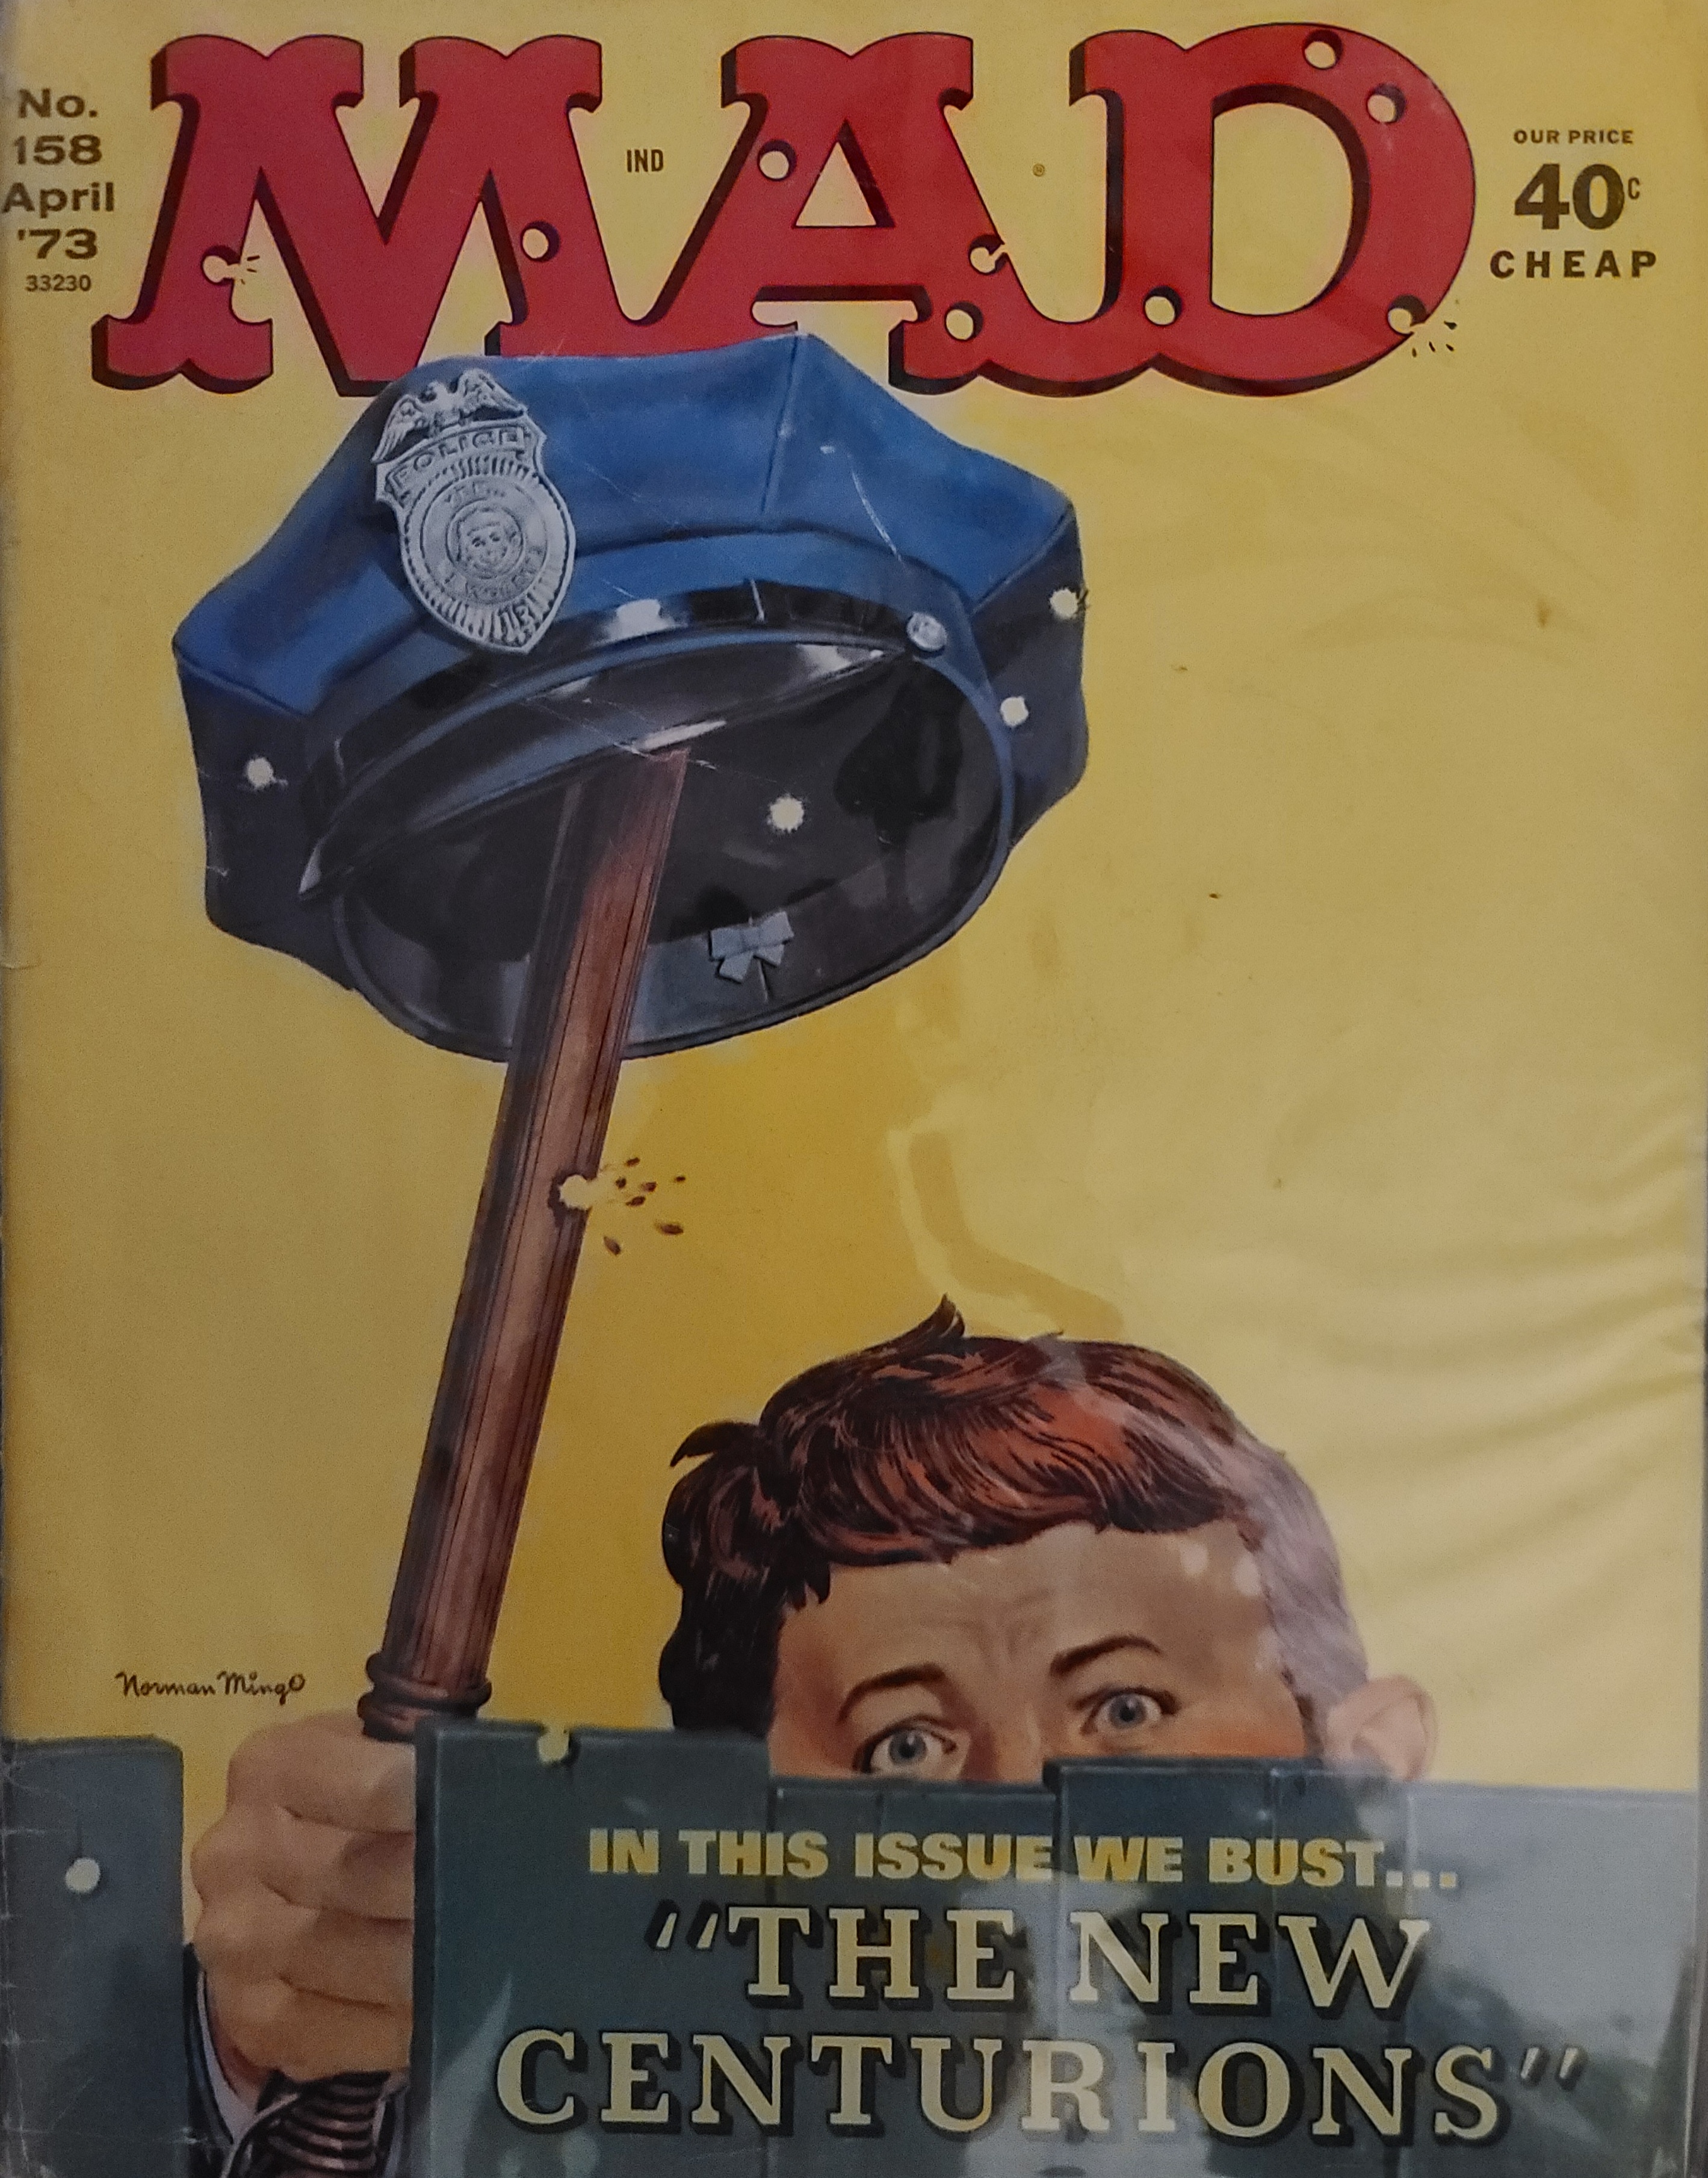 MAD
No.
158
April
'73
33230
IND
®
OUR PRICE
40c
CHEAP
POLICE
Norman Mingo
IN THIS ISSUE WE BUST...
"THE NEW
CENTURIONS"